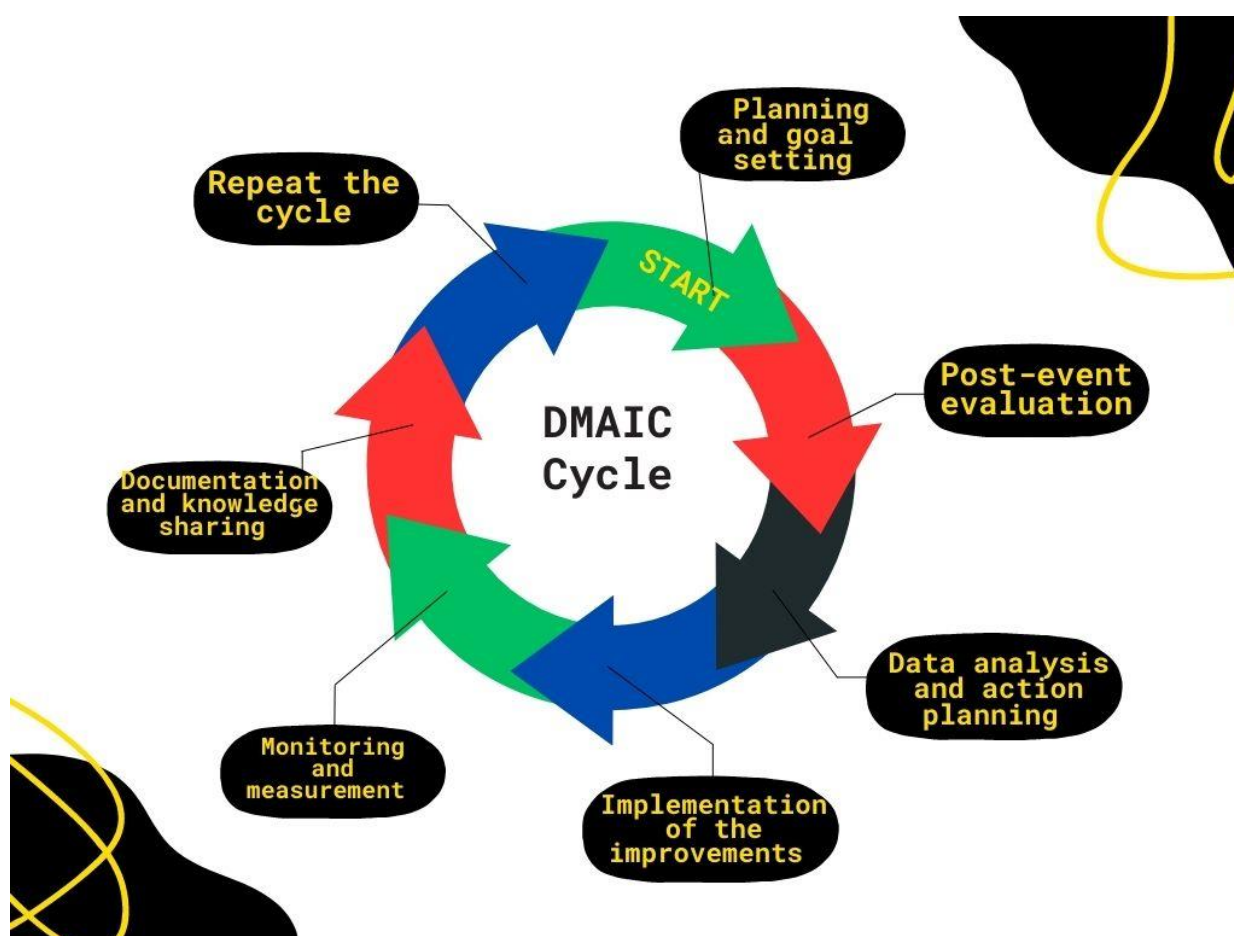 Planning
and goal
setting
Repeat the
cycle
START
Post-event
evaluation
DMAIC
Cycle
Documentation
and knowledge
sharing
Data analysis
and action
planning
Monitoring
and
measurement
Implementation
of the
improvements